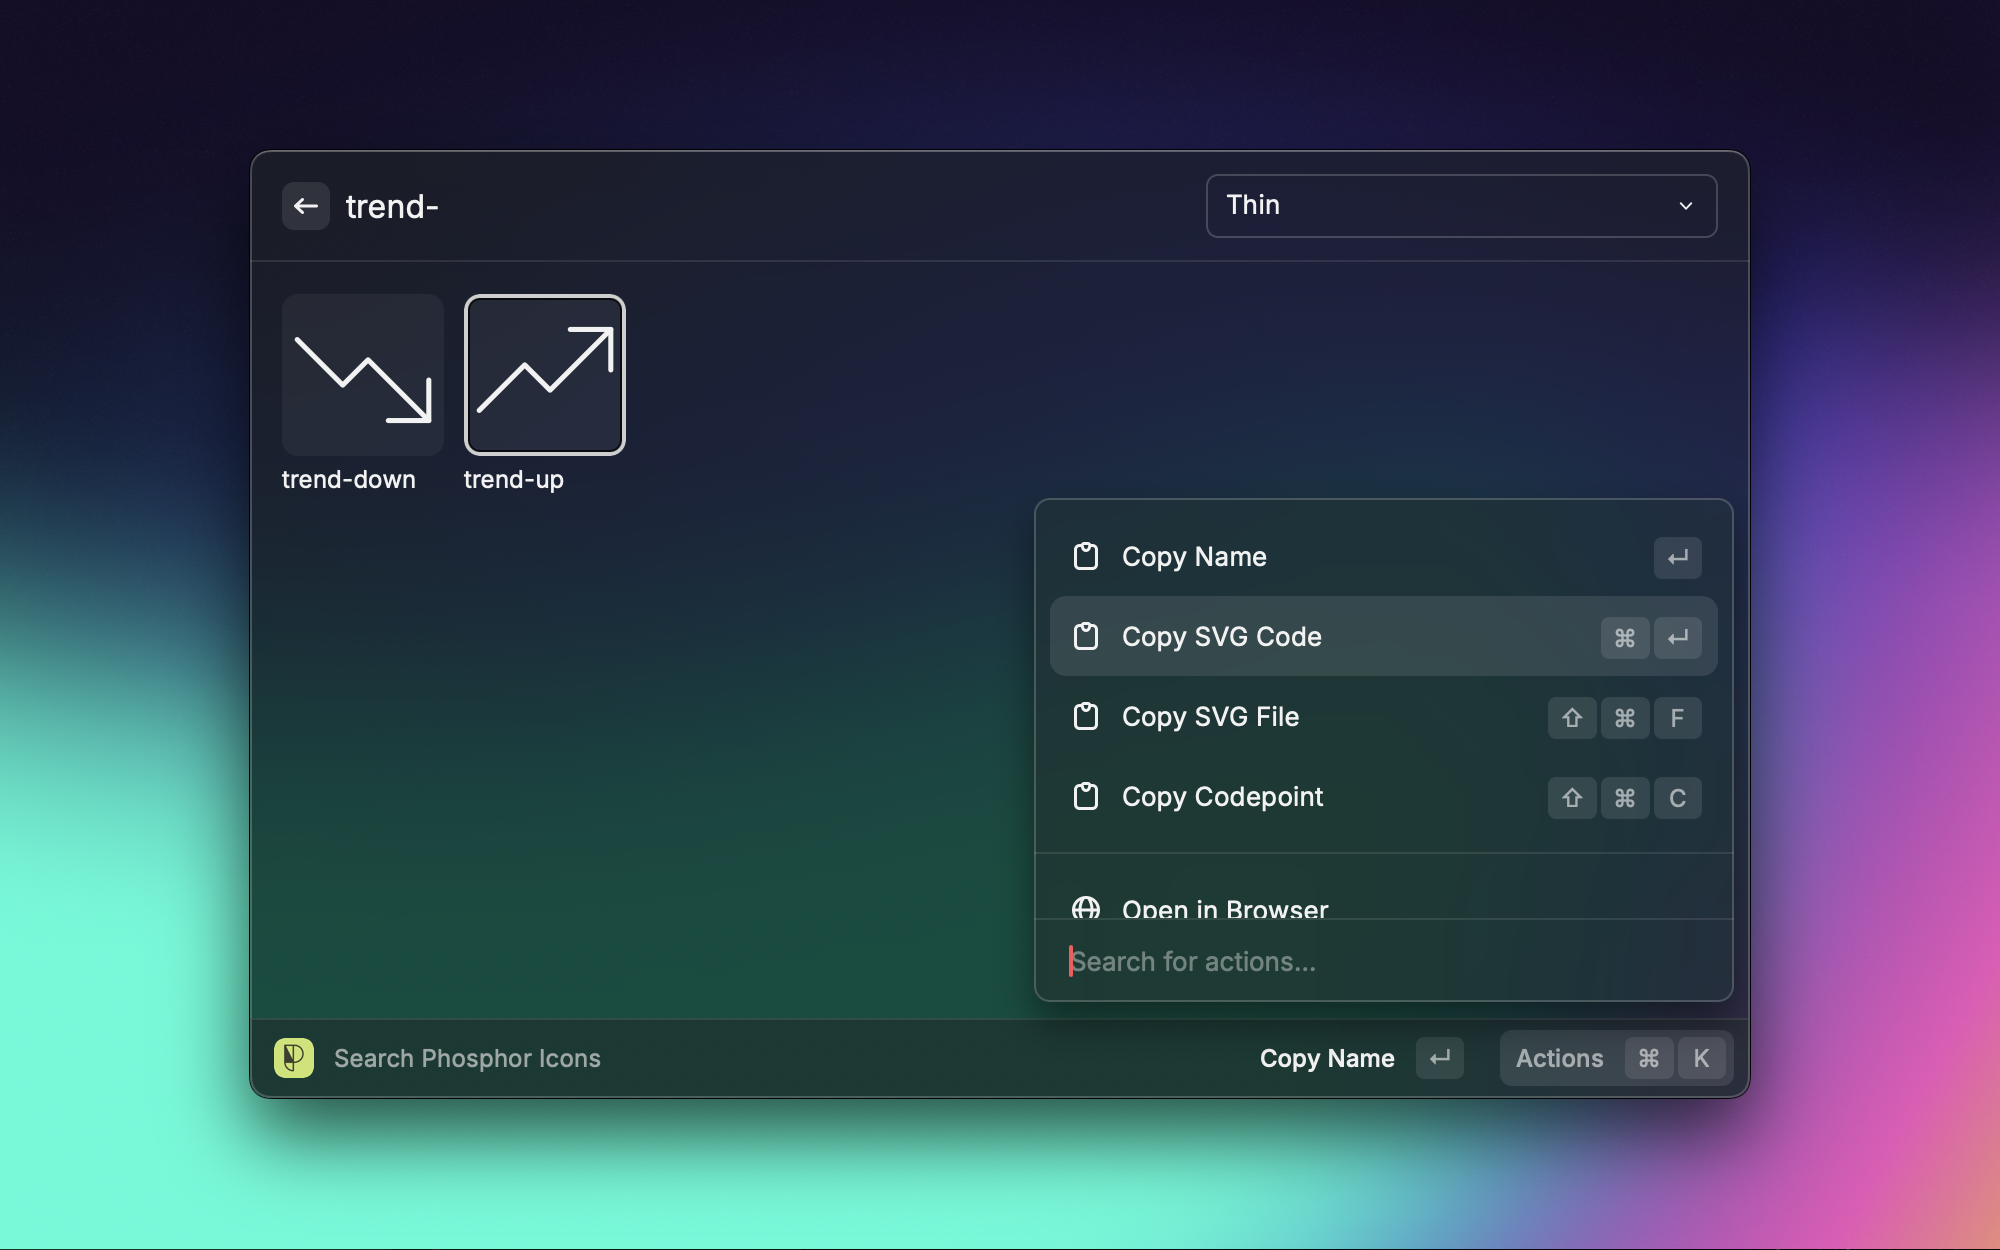 trend-
Thin
trend-down
trend-up
Copy Name
Copy SVG Code
⌘
Copy SVG File
⌘ F
Copy Codepoint
⌘ C
Open in Browser
Search for actions...
Search Phosphor Icons
Copy Name
Actions ⌘ K